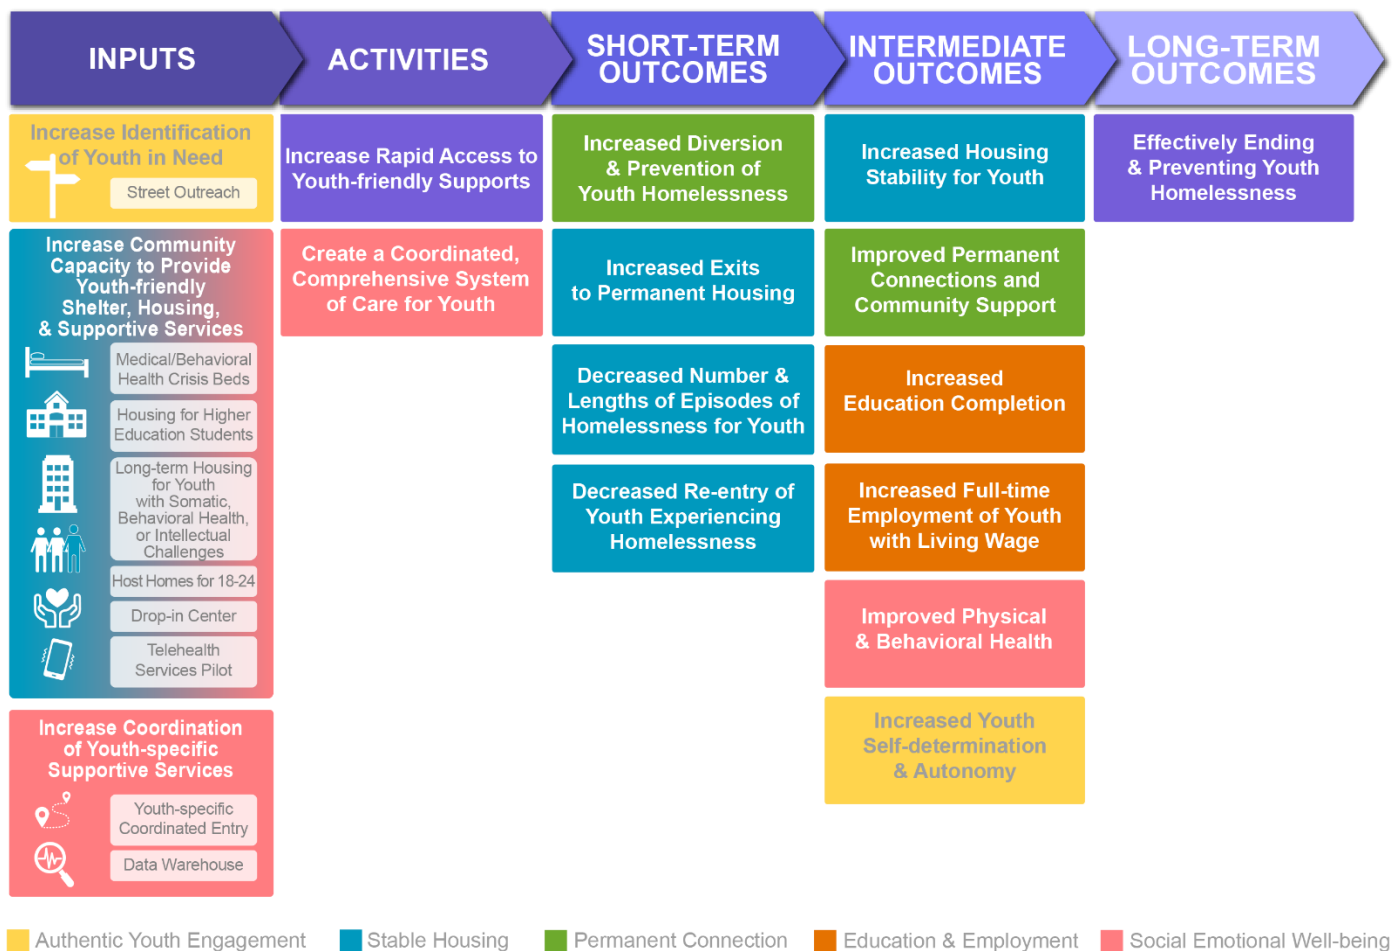 INPUTS
ACTIVITIES
SHORT-TERM
OUTCOMES
INTERMEDIATE
OUTCOMES
LONG-TERM
OUTCOMES
Increase Identification
of Youth in Need
Street Outreach
Increase Community
Capacity to Provide
Youth-friendly
Shelter, Housing,
& Supportive Services
Medical/Behavioral
Health Crisis Beds
Housing for Higher
Education Students
Long-term Housing
for Youth
with Somatic,
Behavioral Health,
or Intellectual
Challenges
Host Homes for 18-24
Drop-in Center
Telehealth
Services Pilot
Increase Coordination
of Youth-specific
Supportive Services
Youth-specific
Coordinated Entry
Data Warehouse
Increase Rapid Access to
Youth-friendly Supports
Create a Coordinated,
Comprehensive System
of Care for Youth
Increased Diversion
& Prevention of
Youth Homelessness
Increased Exits
to Permanent Housing
Decreased Number &
Lengths of Episodes of
Homelessness for Youth
Decreased Re-entry of
Youth Experiencing
Homelessness
Increased Housing
Stability for Youth
Improved Permanent
Connections and
Community Support
Increased
Education Completion
Increased Full-time
Employment of Youth
with Living Wage
Improved Physical
& Behavioral Health
Increased Youth
Self-determination
& Autonomy
Effectively Ending
& Preventing Youth
Homelessness
Authentic Youth Engagement
Stable Housing
Permanent Connection
Education & Employment
Social Emotional Well-being